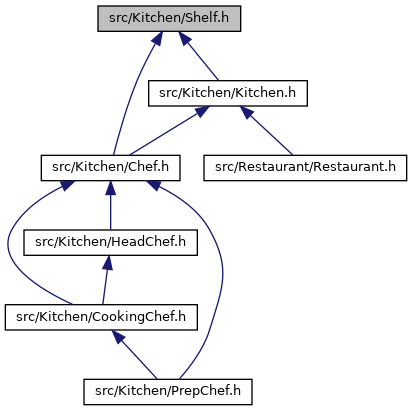 src/Kitchen/Shelf.h
src/Kitchen/Kitchen.h
src/Kitchen/Chef.h
src/Restaurant/Restaurant.h
src/Kitchen/HeadChef.h
src/Kitchen/CookingChef.h
src/Kitchen/PrepChef.h